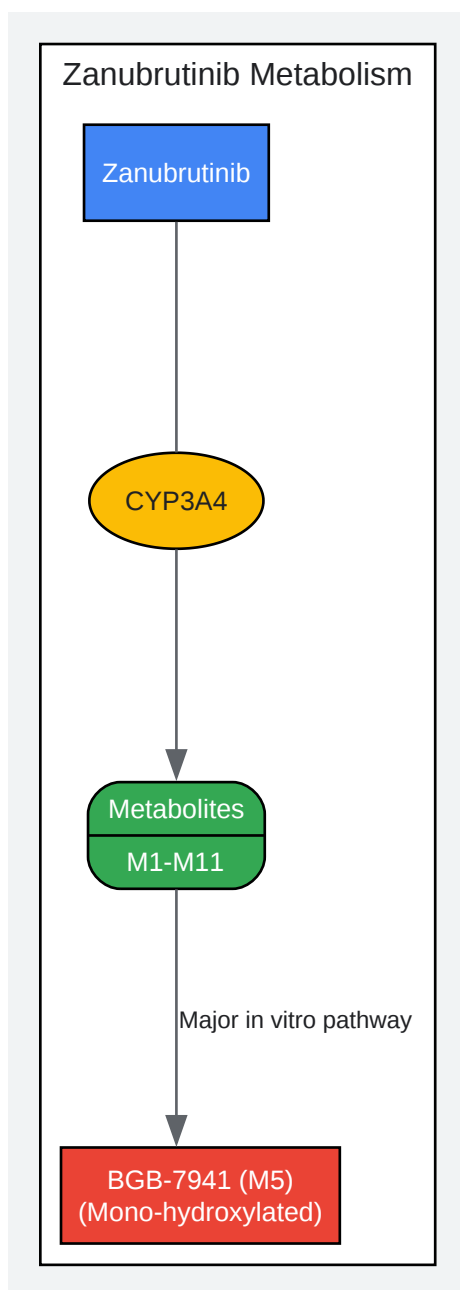 Zanubrutinib Metabolism
Zanubrutinib
CYP3A4
Metabolites
M1-M11
Major in vitro pathway
BGB-7941 (M5)
(Mono-hydroxylated)